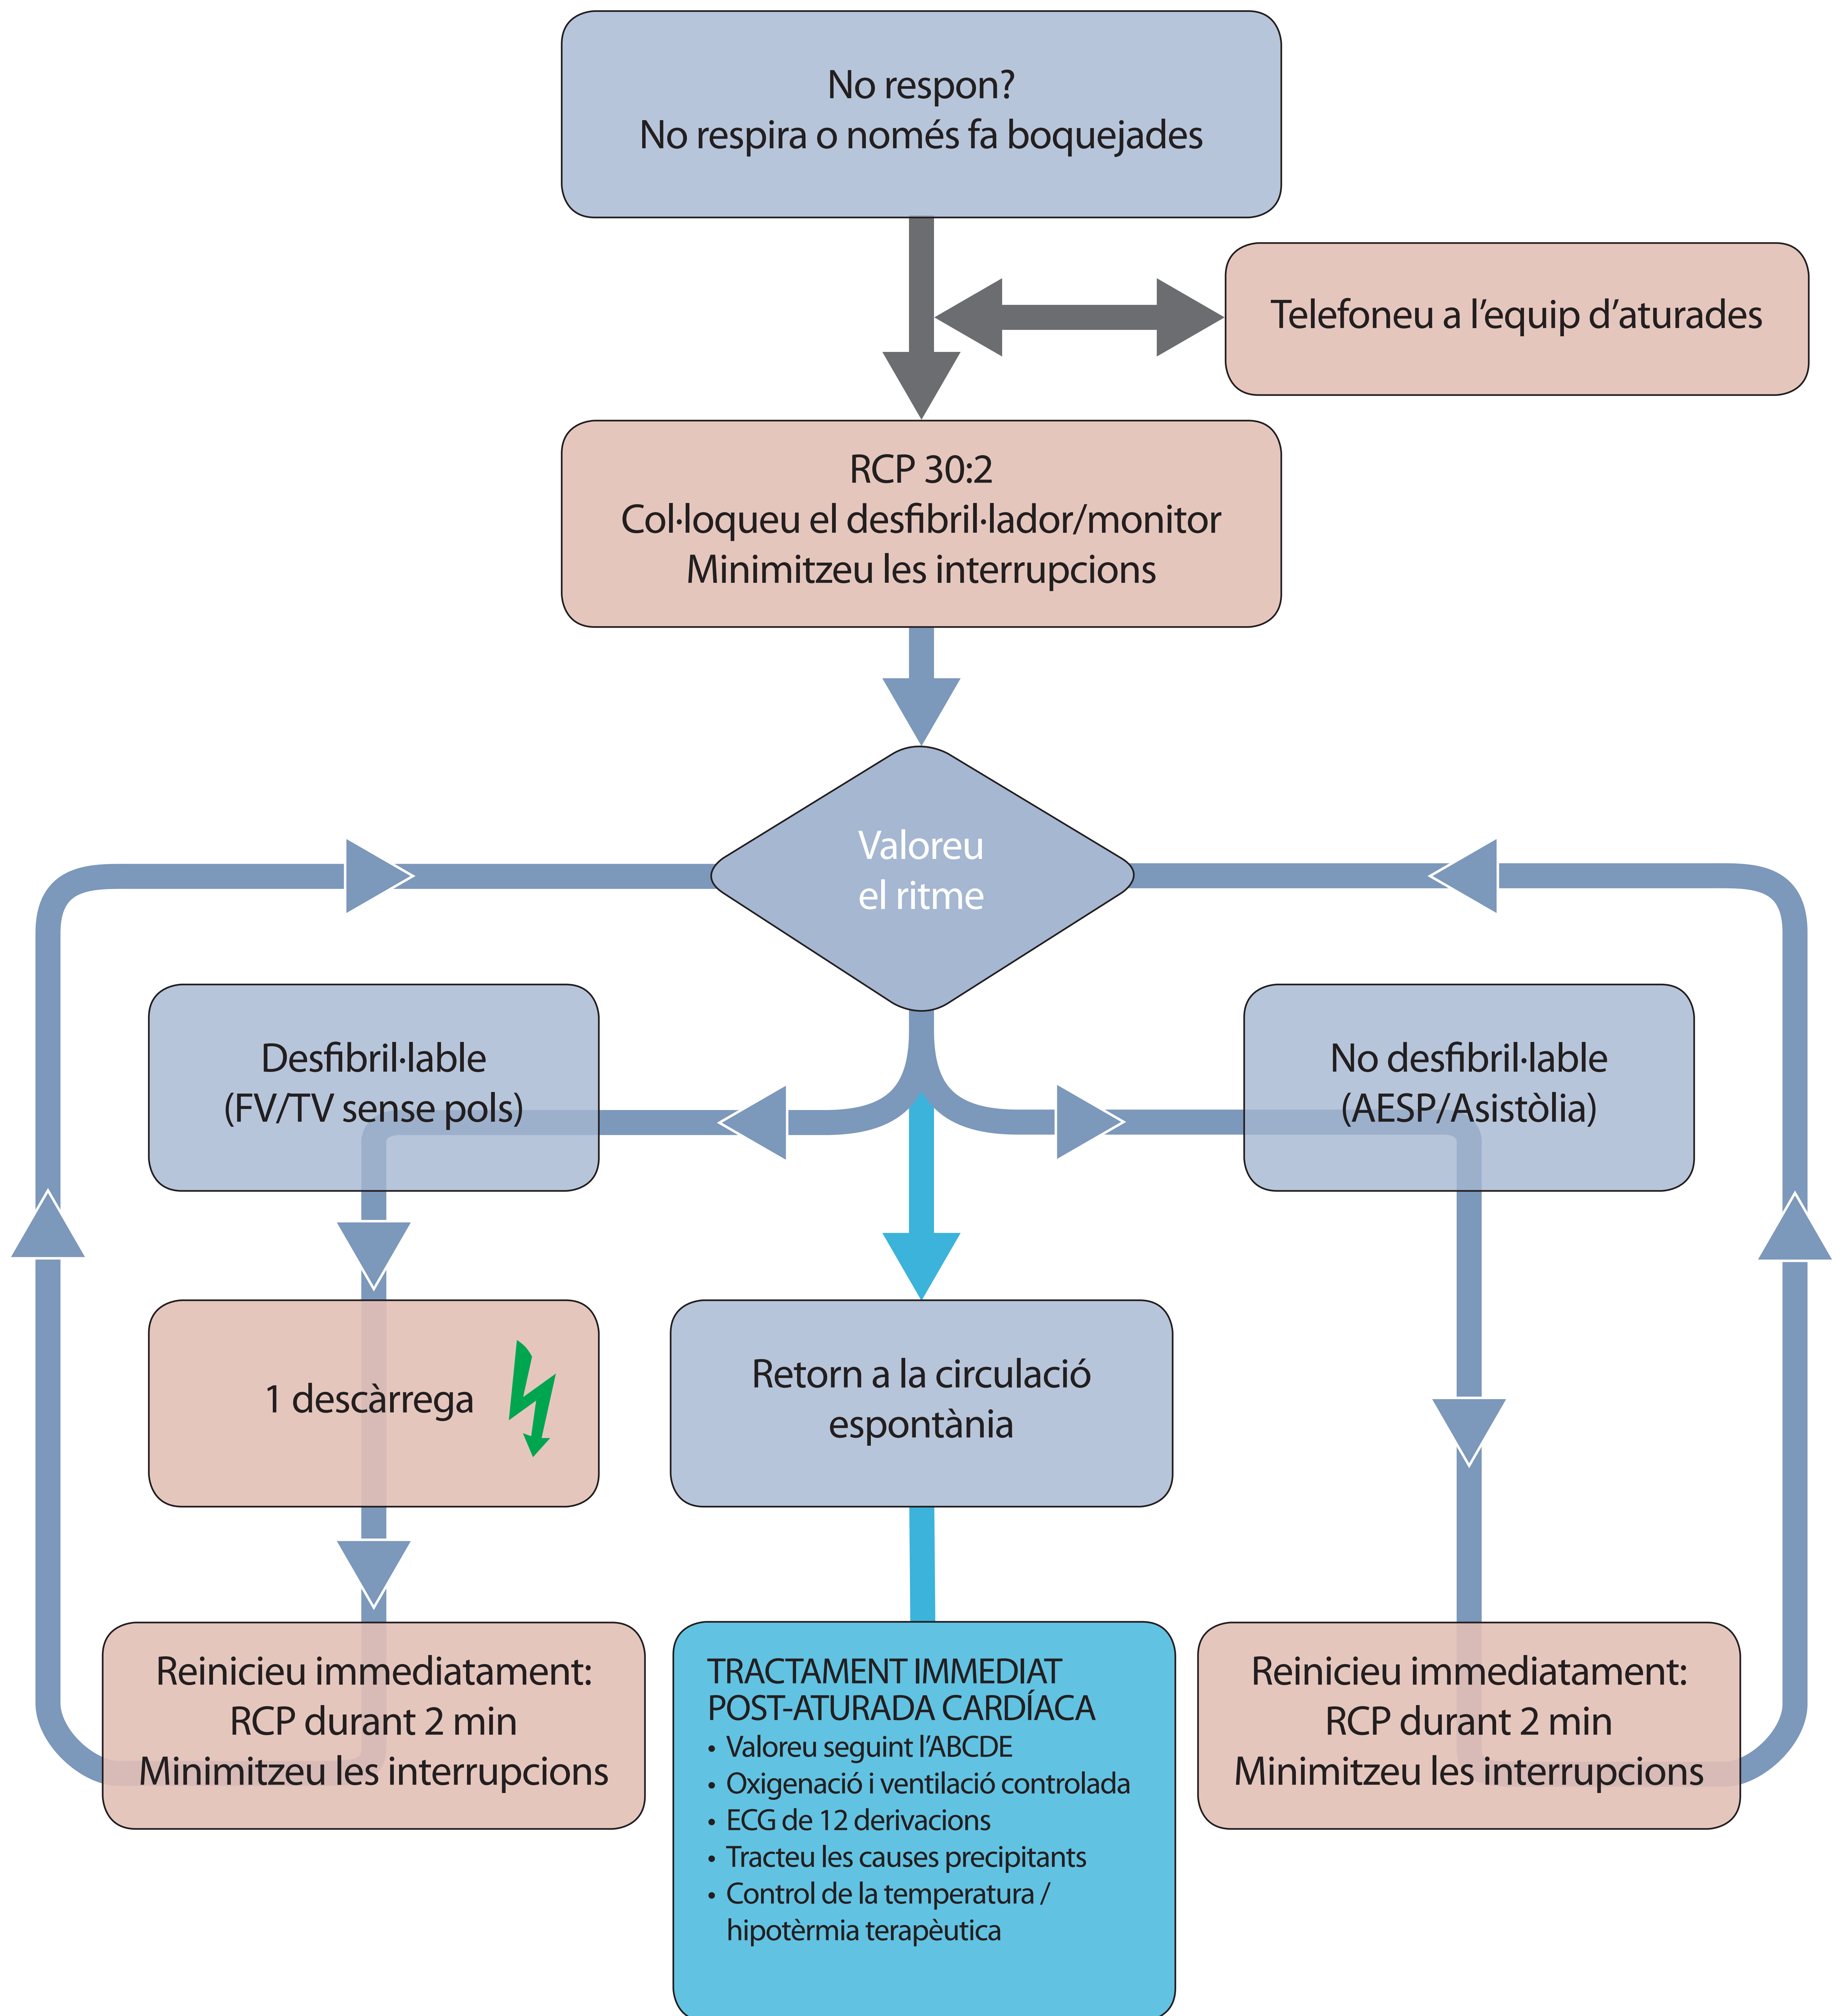 No respon?
No respira o només fa boquejades
Telefoneu a l’equip d’aturades
RCP 30:2
Col·loqueu el desfibril·lador/monitor
Minimitzeu les interrupcions
Valoreu
el ritme
Desfibril·lable
(FV/TV sense pols)
No desfibril·lable
(AESP/Asistòlia)
1 descàrrega
Retorn a la circulació
espontània
Reinicieu immediatament:
RCP durant 2 min
Minimitzeu les interrupcions
TRACTAMENT IMMEDIAT
POST-ATURADA CARDÍACA
• Valoreu seguint l’ABCDE
• Oxigenació i ventilació controlada
• ECG de 12 derivacions
• Tracteu les causes precipitants
• Control de la temperatura /
hipotèrmia terapèutica
Reinicieu immediatament:
RCP durant 2 min
Minimitzeu les interrupcions